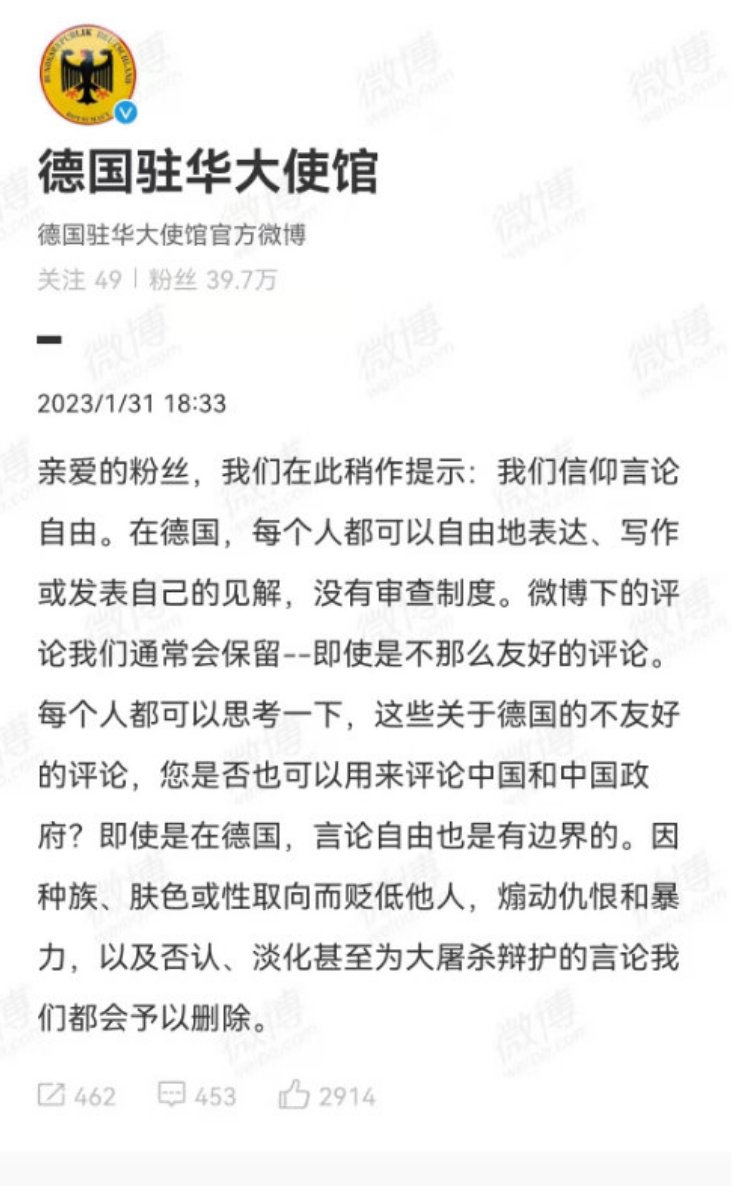 BUNDESREPUBLIK DEUTSCHLAND
BOTSCHAFT
德国驻华大使馆
德国驻华大使馆官方微博
关注 49 | 粉丝 39.7万
2023/1/31 18:33
亲爱的粉丝，我们在此稍作提示：我们信仰言论
自由。在德国，每个人都可以自由地表达、写作
或发表自己的见解，没有审查制度。微博下的评
论我们通常会保留--即使是不那么友好的评论。
每个人都可以思考一下，这些关于德国的不友好
的评论，您是否也可以用来评论中国和中国政
府？即使是在德国，言论自由也是有边界的。因
种族、肤色或性取向而贬低他人，煽动仇恨和暴
力，以及否认、淡化甚至为大屠杀辩护的言论我
们都会予以删除。
462 453 2914
微博
weibo.com